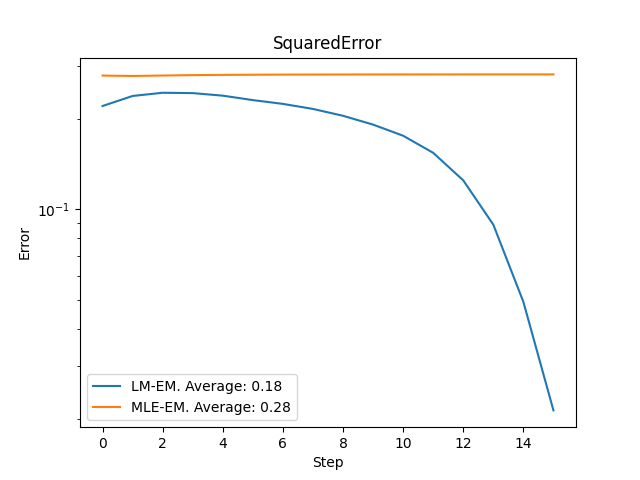 SquaredError
Error
10⁻¹
LM-EM. Average: 0.18
MLE-EM. Average: 0.28
0 2 4 6 8 10 12 14
Step